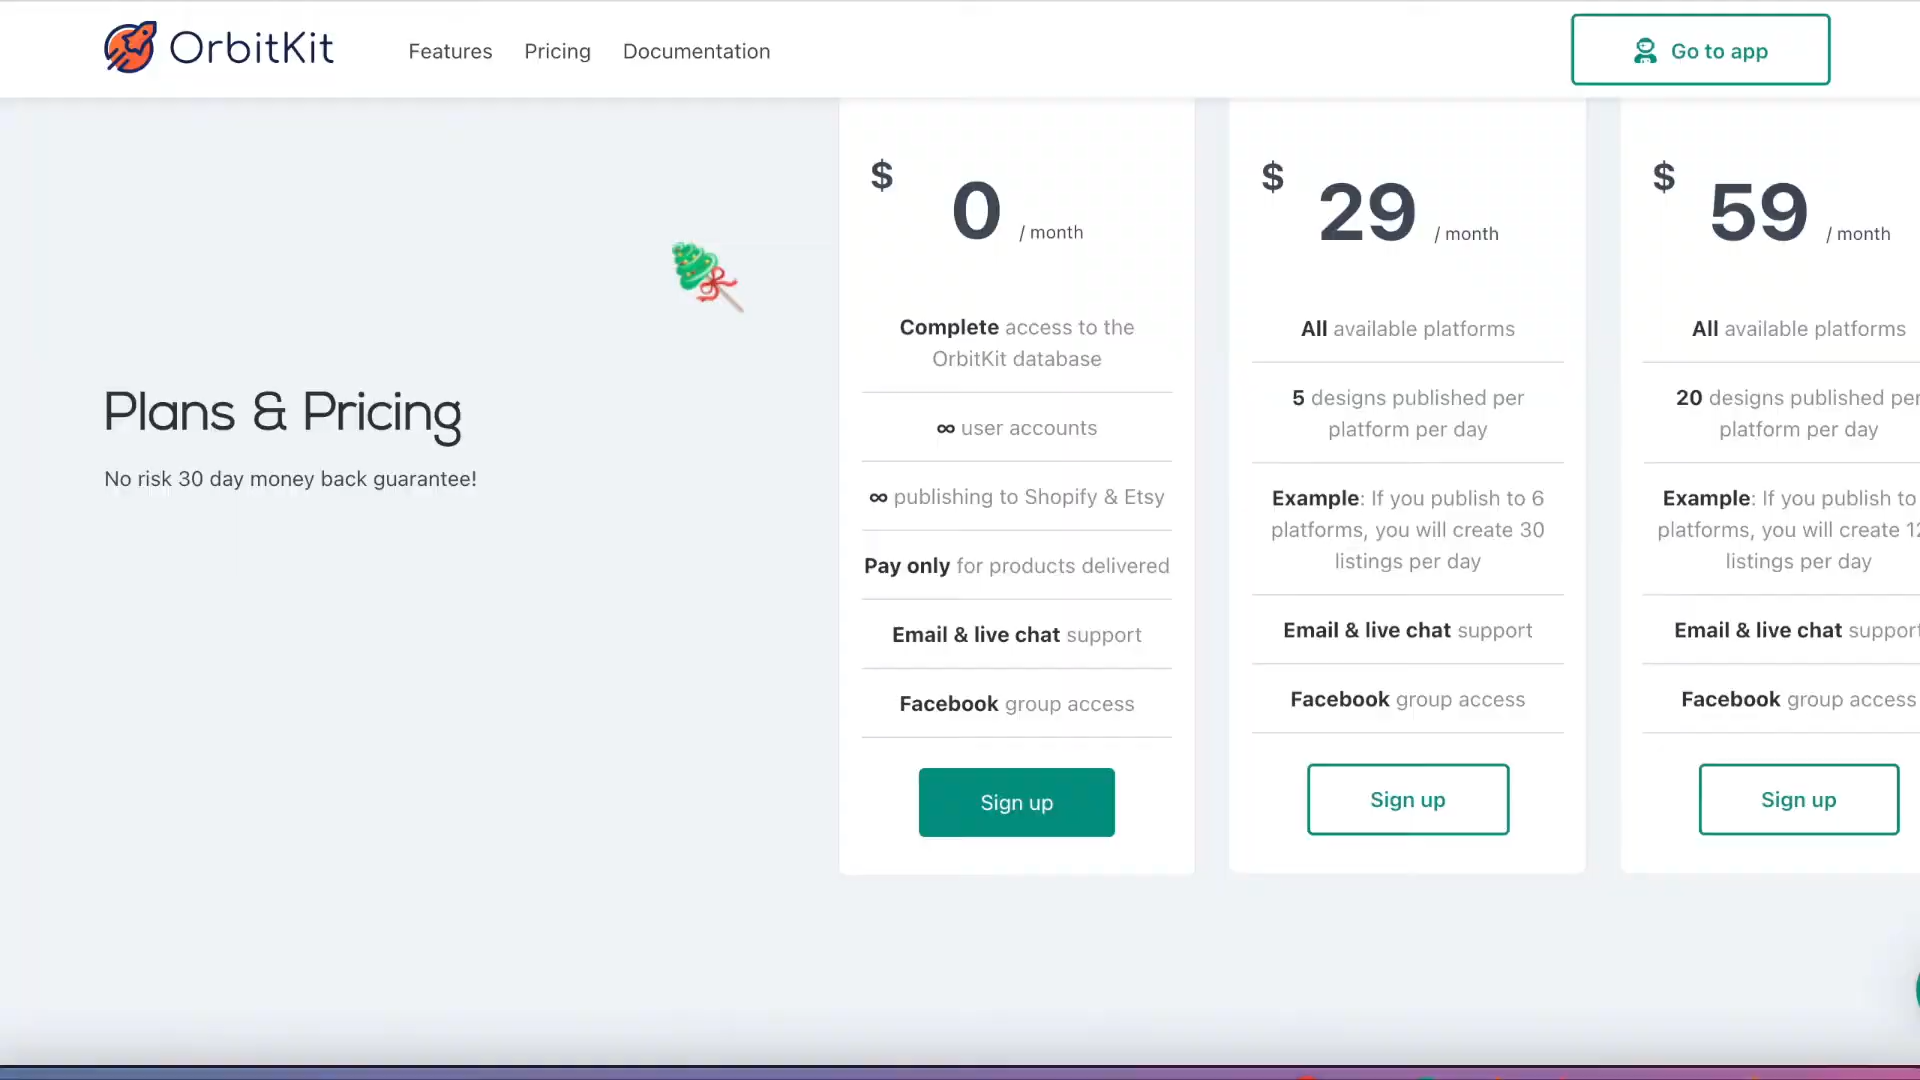 OrbitKit
Features
Pricing
Documentation
Go to app
Plans & Pricing
No risk 30 day money back guarantee!
$ 0 / month
Complete access to the
OrbitKit database
∞ user accounts
∞ publishing to Shopify & Etsy
Pay only for products delivered
Email & live chat support
Facebook group access
Sign up
$ 29 / month
All available platforms
5 designs published per
platform per day
Example: If you publish to 6
platforms, you will create 30
listings per day
Email & live chat support
Facebook group access
Sign up
$ 59 / month
All available platforms
20 designs published per
platform per day
Example: If you publish to
platforms, you will create
listings per day
Email & live chat support
Facebook group access
Sign up